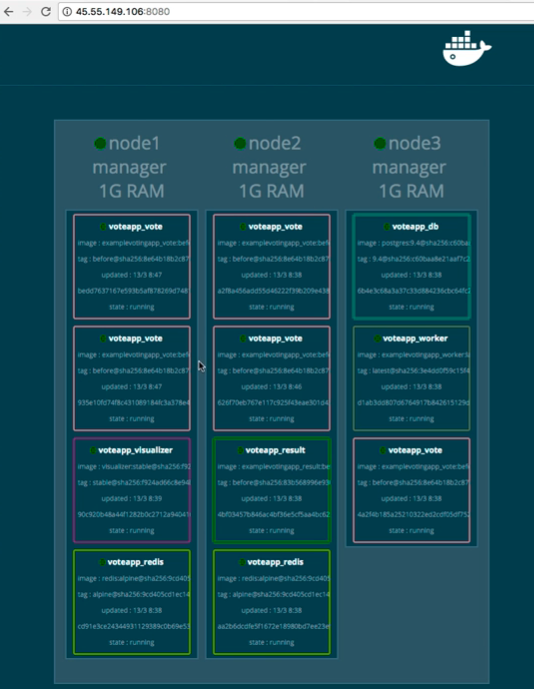 45.55.149.106:8080
node1
manager
1G RAM
voteapp_vote
image : examplevotingapp_vote:bef
tag : before@sha256:8e64b18b2c87
updated : 13/3 8:47
bedd7637167e593b5af878269d748
state : running
voteapp_vote
image : examplevotingapp_vote:bef
tag : before@sha256:8e64b18b2c87
updated : 13/3 8:47
935e10fd74f8c431089184fc3a378e4
state : running
voteapp_visualizer
image : visualizer:stable@sha256:f92
tag : stable@sha256:f924ad66c8e94
updated : 13/3 8:39
90c920b48a44f1282b0c2712a94041
state : running
voteapp_redis
image : redis:alpine@sha256:9cd405
tag : alpine@sha256:9cd405cd1ec14
updated : 13/3 8:38
cd91e3ce24344931129389c0b69e53
state : running
node2
manager
1G RAM
voteapp_vote
image : examplevotingapp_vote:bef
tag : before@sha256:8e64b18b2c87
updated : 13/3 8:38
a2f8a456add55d46222f39b209e438
state : running
voteapp_vote
image : examplevotingapp_vote:bef
tag : before@sha256:8e64b18b2c87
updated : 13/3 8:46
626f70eb767e117c925f43eae301d4
state : running
voteapp_result
image : examplevotingapp_result:be
tag : before@sha256:83b568996e93
updated : 13/3 8:38
4bf03457b846ac4bf36e5cf5aa4bc62
state : running
voteapp_redis
image : redis:alpine@sha256:9cd405
tag : alpine@sha256:9cd405cd1ec14
updated : 13/3 8:38
aa2b6dcdfe5f1672e18980bd7ee23e
state : running
node3
manager
1G RAM
voteapp_db
image : postgres:9.4@sha256:c60ba
tag : 9.4@sha256:c60baa8e21aaf7c2
updated : 13/3 8:38
6b4e3c68a3a37c33d884236cbc64fc2
state : running
voteapp_worker
image : examplevotingapp_worker:l
tag : latest@sha256:3e4dd0f59c15f4
updated : 13/3 8:38
d1ab3dd807d6764917b842615129d
state : running
voteapp_vote
image : examplevotingapp_vote:bef
tag : before@sha256:8e64b18b2c87
updated : 13/3 8:38
4a2f4b185a25210322ed2cdf05df752
state : running